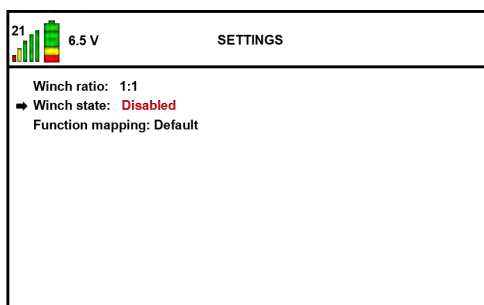 21
6.5 V
SETTINGS
Winch ratio: 1:1
Winch state: Disabled
Function mapping: Default